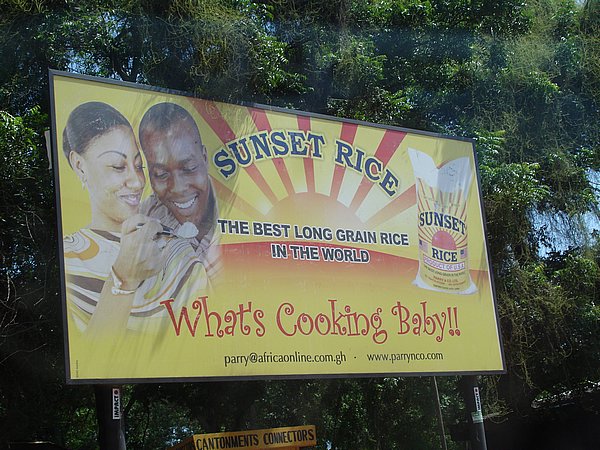 SUNSET RICE
THE BEST LONG GRAIN RICE
IN THE WORLD
SUNSET
RICE
What's Cooking Baby!!
parry@africaonline.com.gh · www.parrynco.com
IMPACT
CANTONMENTS CONNECTORS